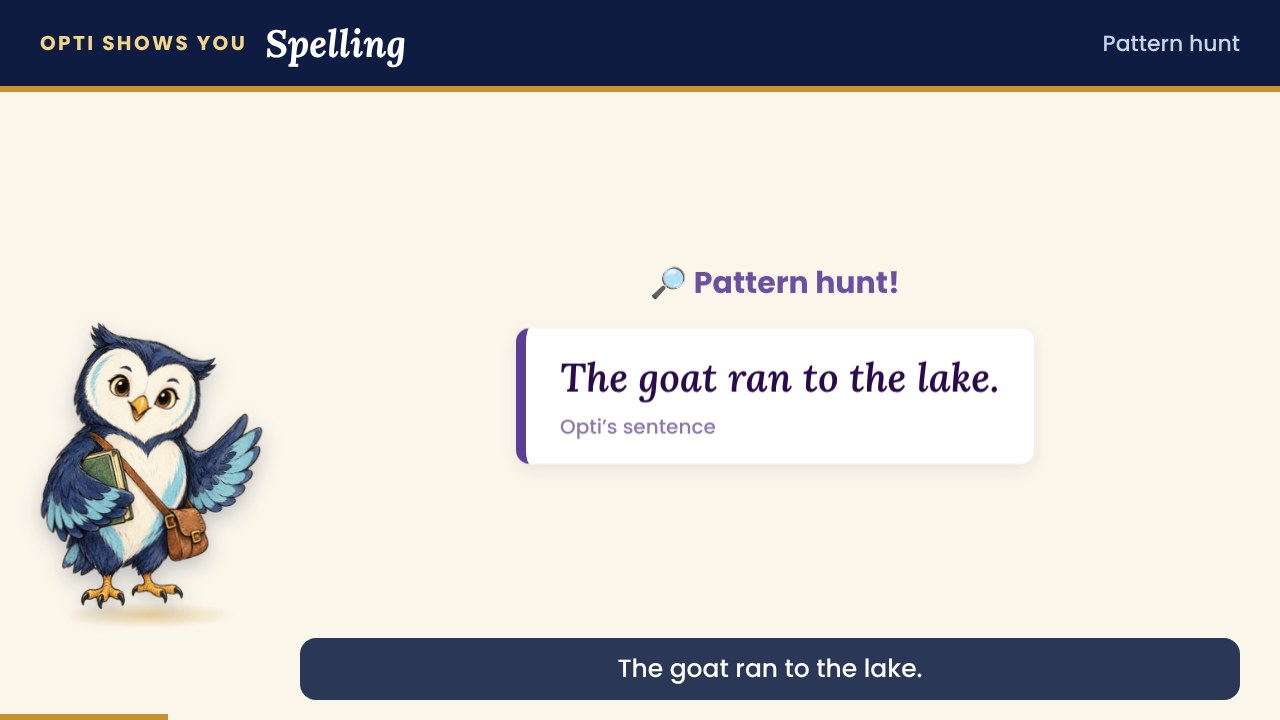 OPTI SHOWS YOU Spelling
Pattern hunt
🔎 Pattern hunt!
The goat ran to the lake.
Opti’s sentence
The goat ran to the lake.